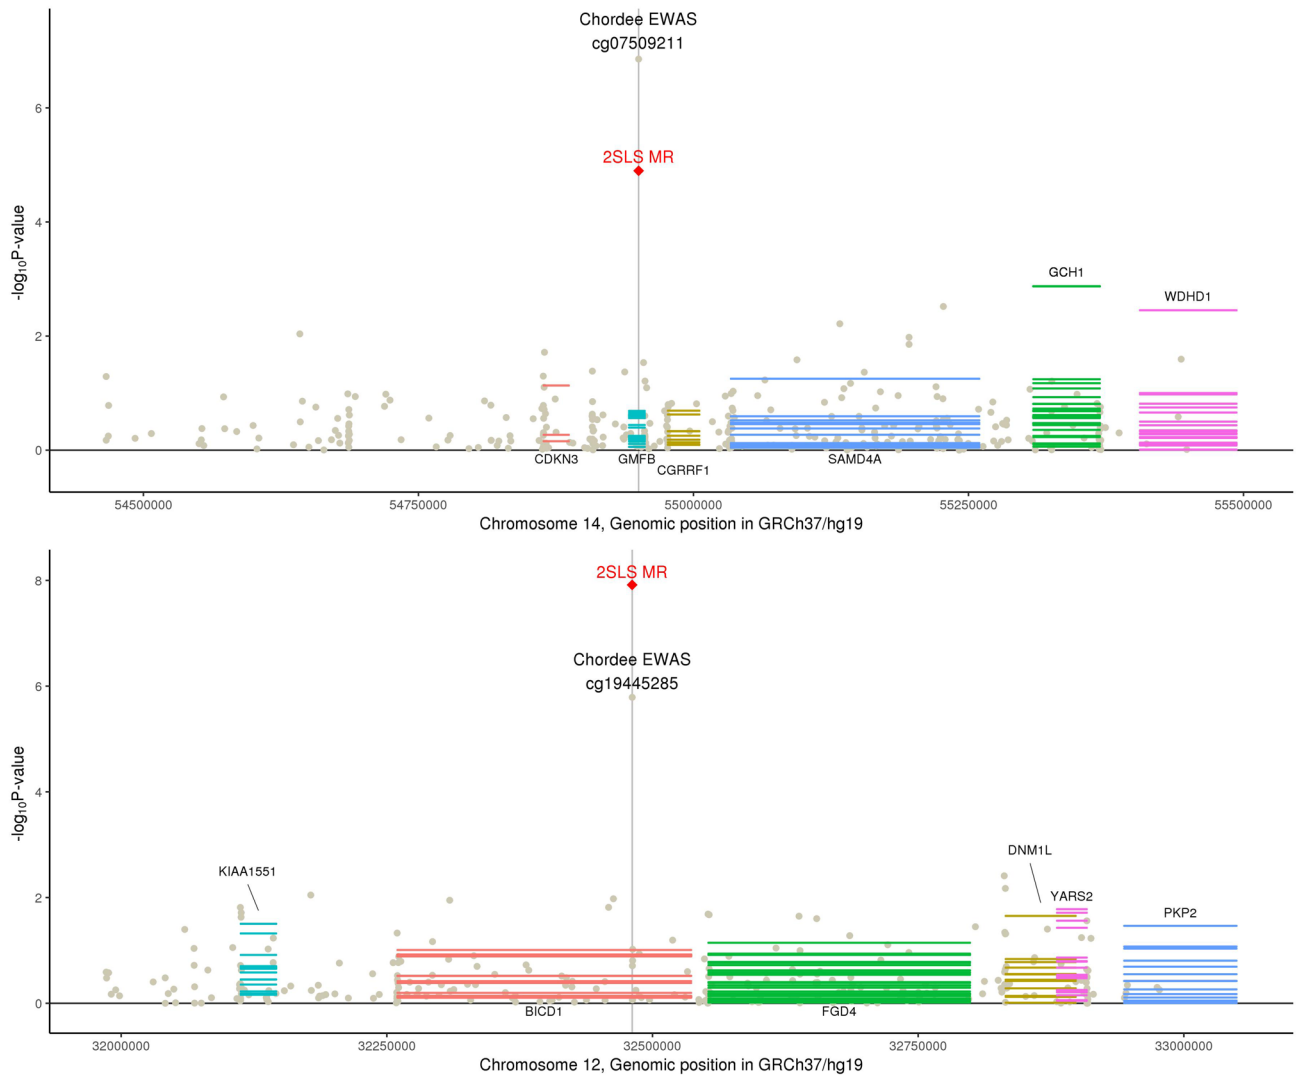 Chordee EWAS
cg07509211
6
2SLS MR
4
-log10P-value
GCH1
WDHD1
2
0
CDKN3
GMFB
SAMD4A
CGRRF1
54500000
54750000
55000000
55250000
55500000
Chromosome 14, Genomic position in GRCh37/hg19
8
2SLS MR
Chordee EWAS
cg19445285
6
-log10P-value
4
DNM1L
KIAA1551
2
YARS2
PKP2
0
BICD1
FGD4
32000000
32250000
32500000
32750000
33000000
Chromosome 12, Genomic position in GRCh37/hg19